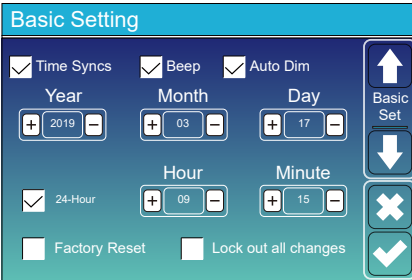 Basic Setting
Time Syncs Beep Auto Dim
Year Month Day
Basic
Set
+ 2019 − + 03 − + 17 −
Hour Minute
24-Hour + 09 − + 15 −
Factory Reset Lock out all changes